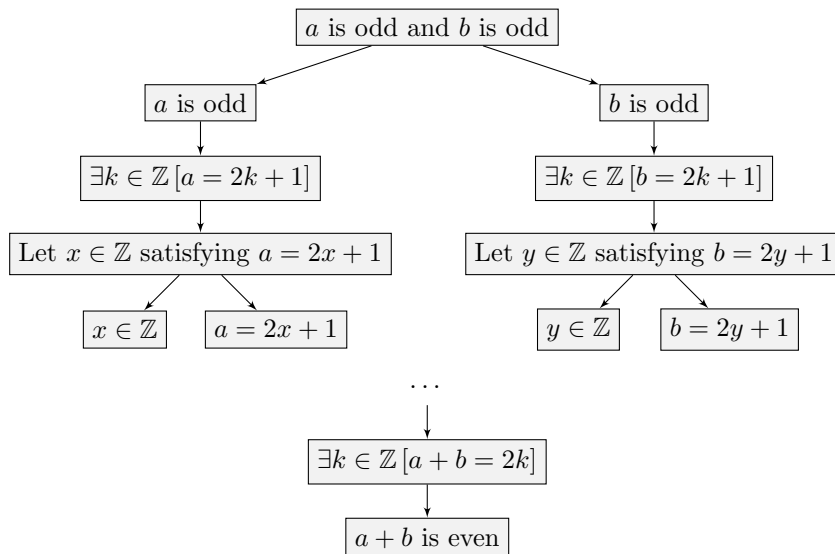 a is odd and b is odd
a is odd
b is odd
∃k ∈ ℤ [a = 2k + 1]
∃k ∈ ℤ [b = 2k + 1]
Let x ∈ ℤ satisfying a = 2x + 1
Let y ∈ ℤ satisfying b = 2y + 1
x ∈ ℤ
a = 2x + 1
y ∈ ℤ
b = 2y + 1
...
∃k ∈ ℤ [a + b = 2k]
a + b is even